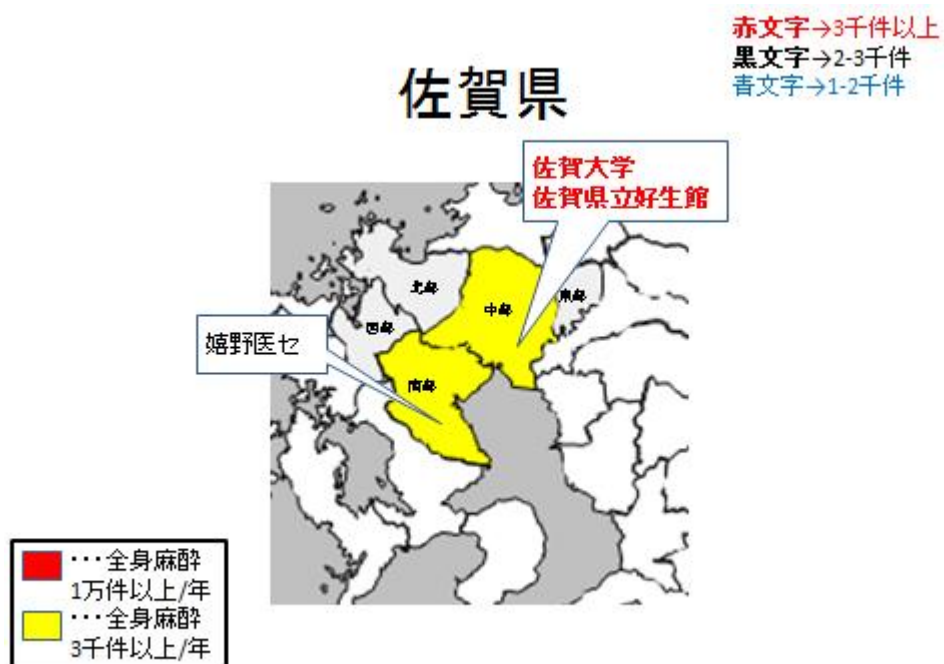 赤文字→3千件以上
黒文字→2-3千件
青文字→1-2千件
佐賀県
佐賀大学
佐賀県立好生館
北部
中部
東部
西部
嬉野医セ
南部
･･･全身麻酔
1万件以上/年
･･･全身麻酔
3千件以上/年